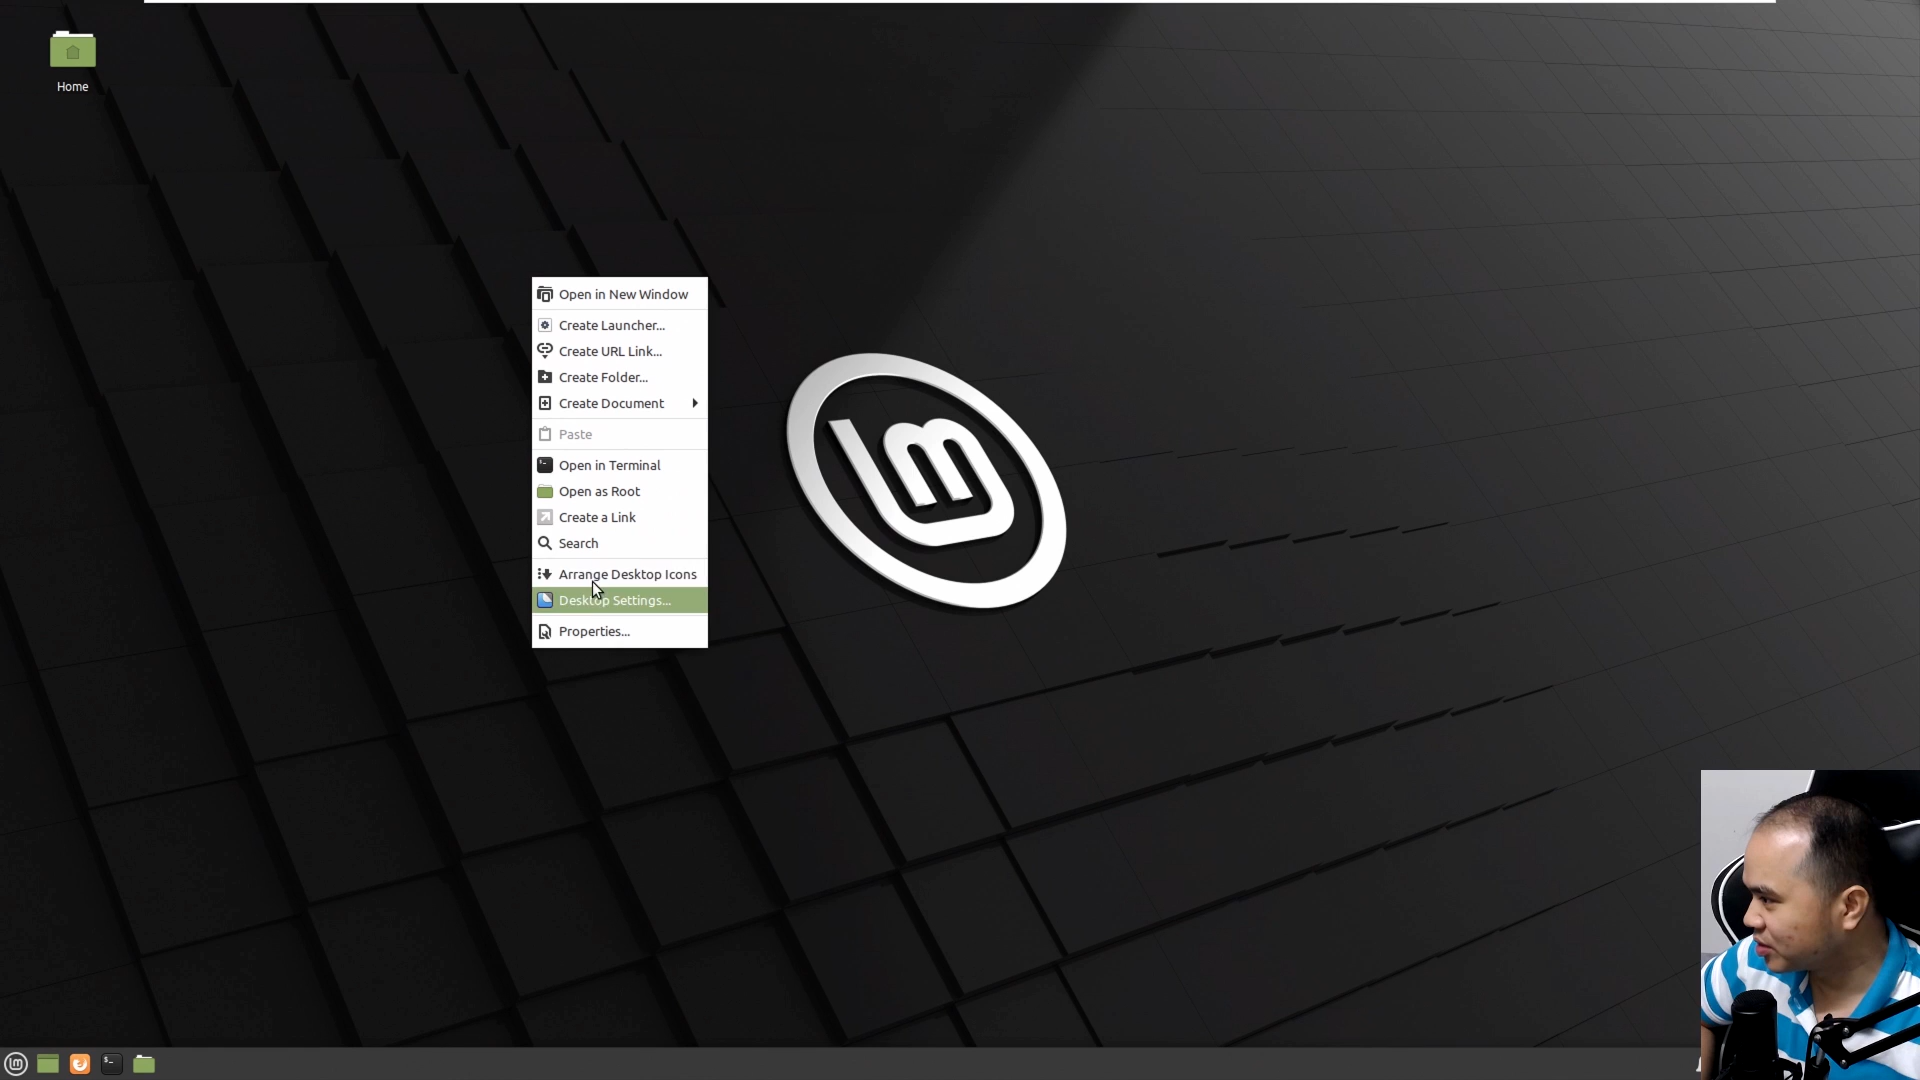 Home
Open in New Window
Create Launcher...
Create URL Link...
Create Folder...
Create Document
Paste
Open in Terminal
Open as Root
Create a Link
Search
Arrange Desktop Icons
Desktop Settings...
Properties...